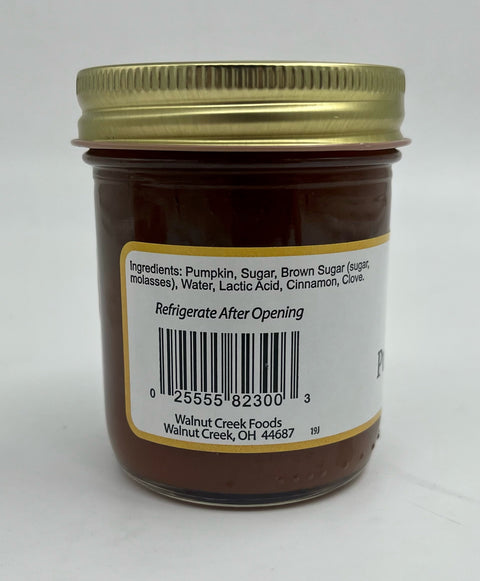 Ingredients: Pumpkin, Sugar, Brown Sugar (sugar,
molasses), Water, Lactic Acid, Cinnamon, Clove.
Refrigerate After Opening
0 25555 82300 3
Walnut Creek Foods
Walnut Creek, OH 44687 19J